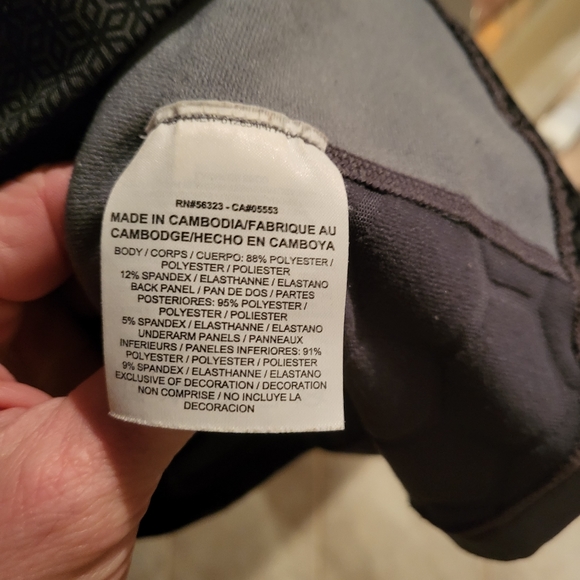 RN#56323 - CA#05553
MADE IN CAMBODIA/FABRIQUE AU
CAMBODGE/HECHO EN CAMBOYA
BODY / CORPS / CUERPO: 88% POLYESTER /
POLYESTER / POLIESTER
12% SPANDEX / ELASTHANNE / ELASTANO
BACK PANEL / PAN DE DOS / PARTES
POSTERIORES: 95% POLYESTER /
POLYESTER / POLIESTER
5% SPANDEX / ELASTHANNE / ELASTANO
UNDERARM PANELS / PANNEAUX
INFERIEURS / PANELES INFERIORES: 91%
POLYESTER / POLYESTER / POLIESTER
9% SPANDEX / ELASTHANNE / ELASTANO
EXCLUSIVE OF DECORATION / DECORATION
NON COMPRISE / NO INCLUYE LA
DECORACION